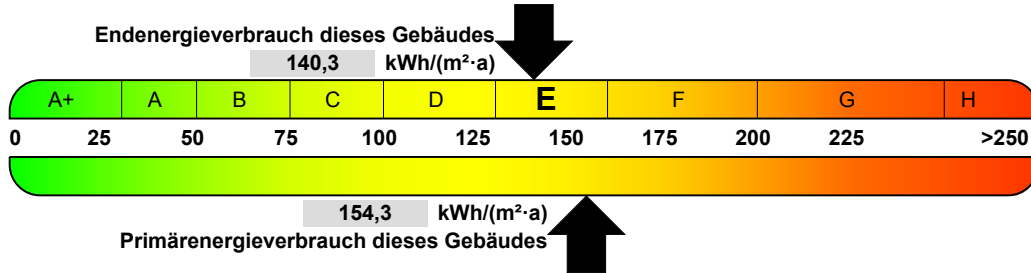 Endenergieverbrauch dieses Gebäudes
140,3 kWh/(m²·a)
A+ A B C D E F G H
0 25 50 75 100 125 150 175 200 225 >250
154,3 kWh/(m²·a)
Primärenergieverbrauch dieses Gebäudes